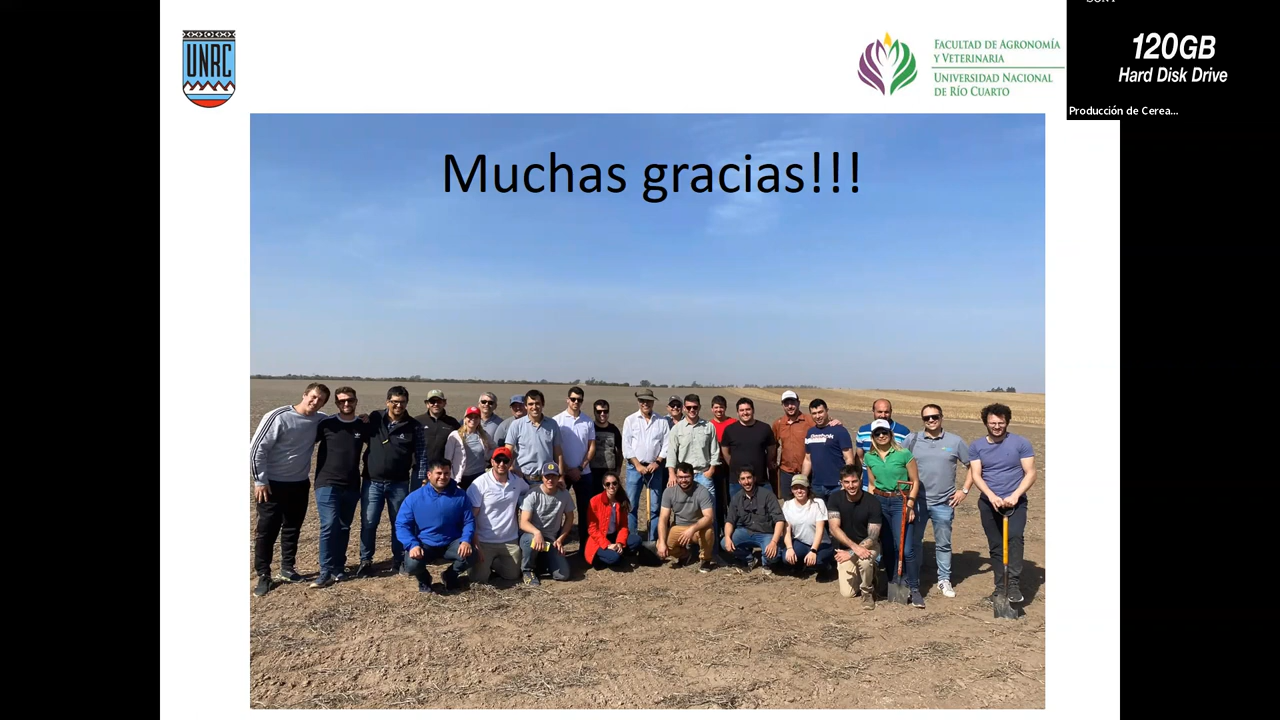 SONY
120GB
Hard Disk Drive
Producción de Cerea...
UNRC
FACULTAD DE AGRONOMÍA
Y VETERINARIA
UNIVERSIDAD NACIONAL
DE RÍO CUARTO
Muchas gracias!!!